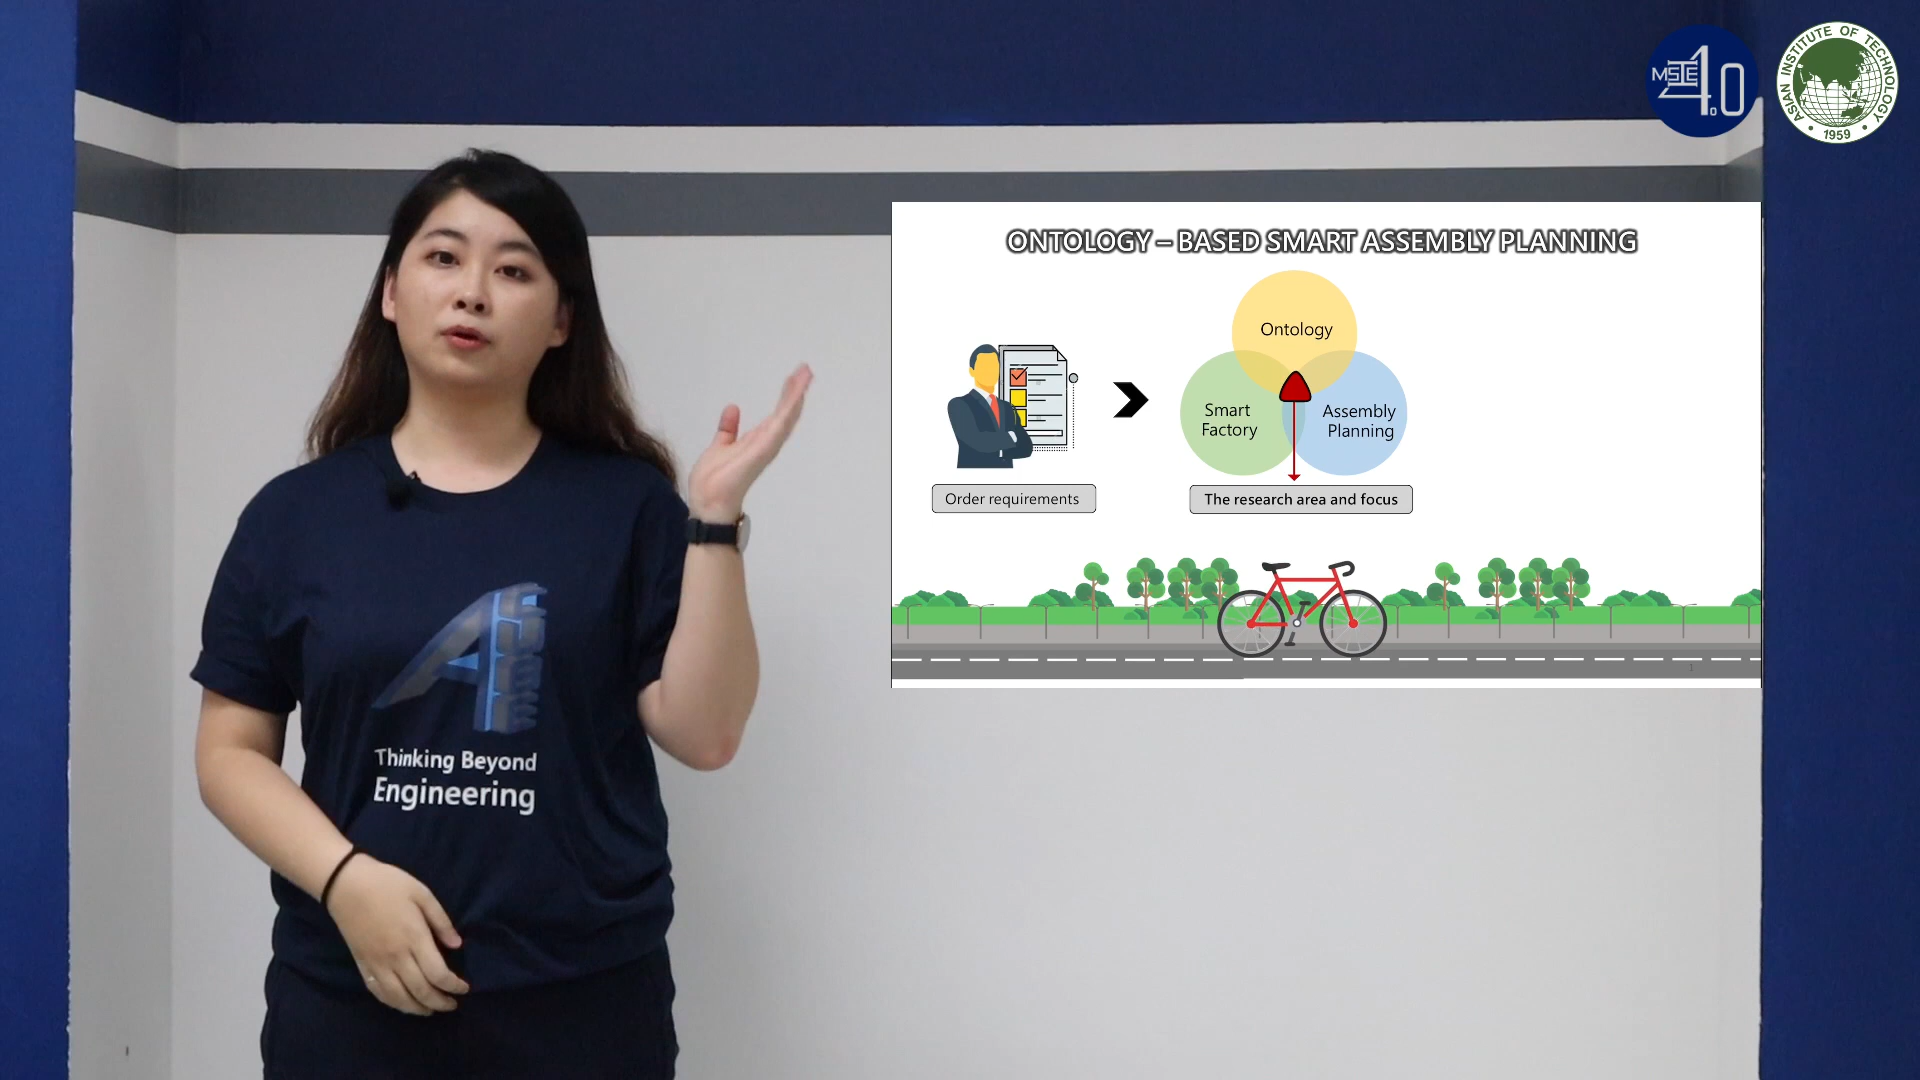 MSIE
4.0
ASIAN INSTITUTE OF TECHNOLOGY
• 1959 •
ONTOLOGY – BASED SMART ASSEMBLY PLANNING
Ontology
Smart
Factory
Assembly
Planning
Order requirements
The research area and focus
Thinking Beyond
Engineering